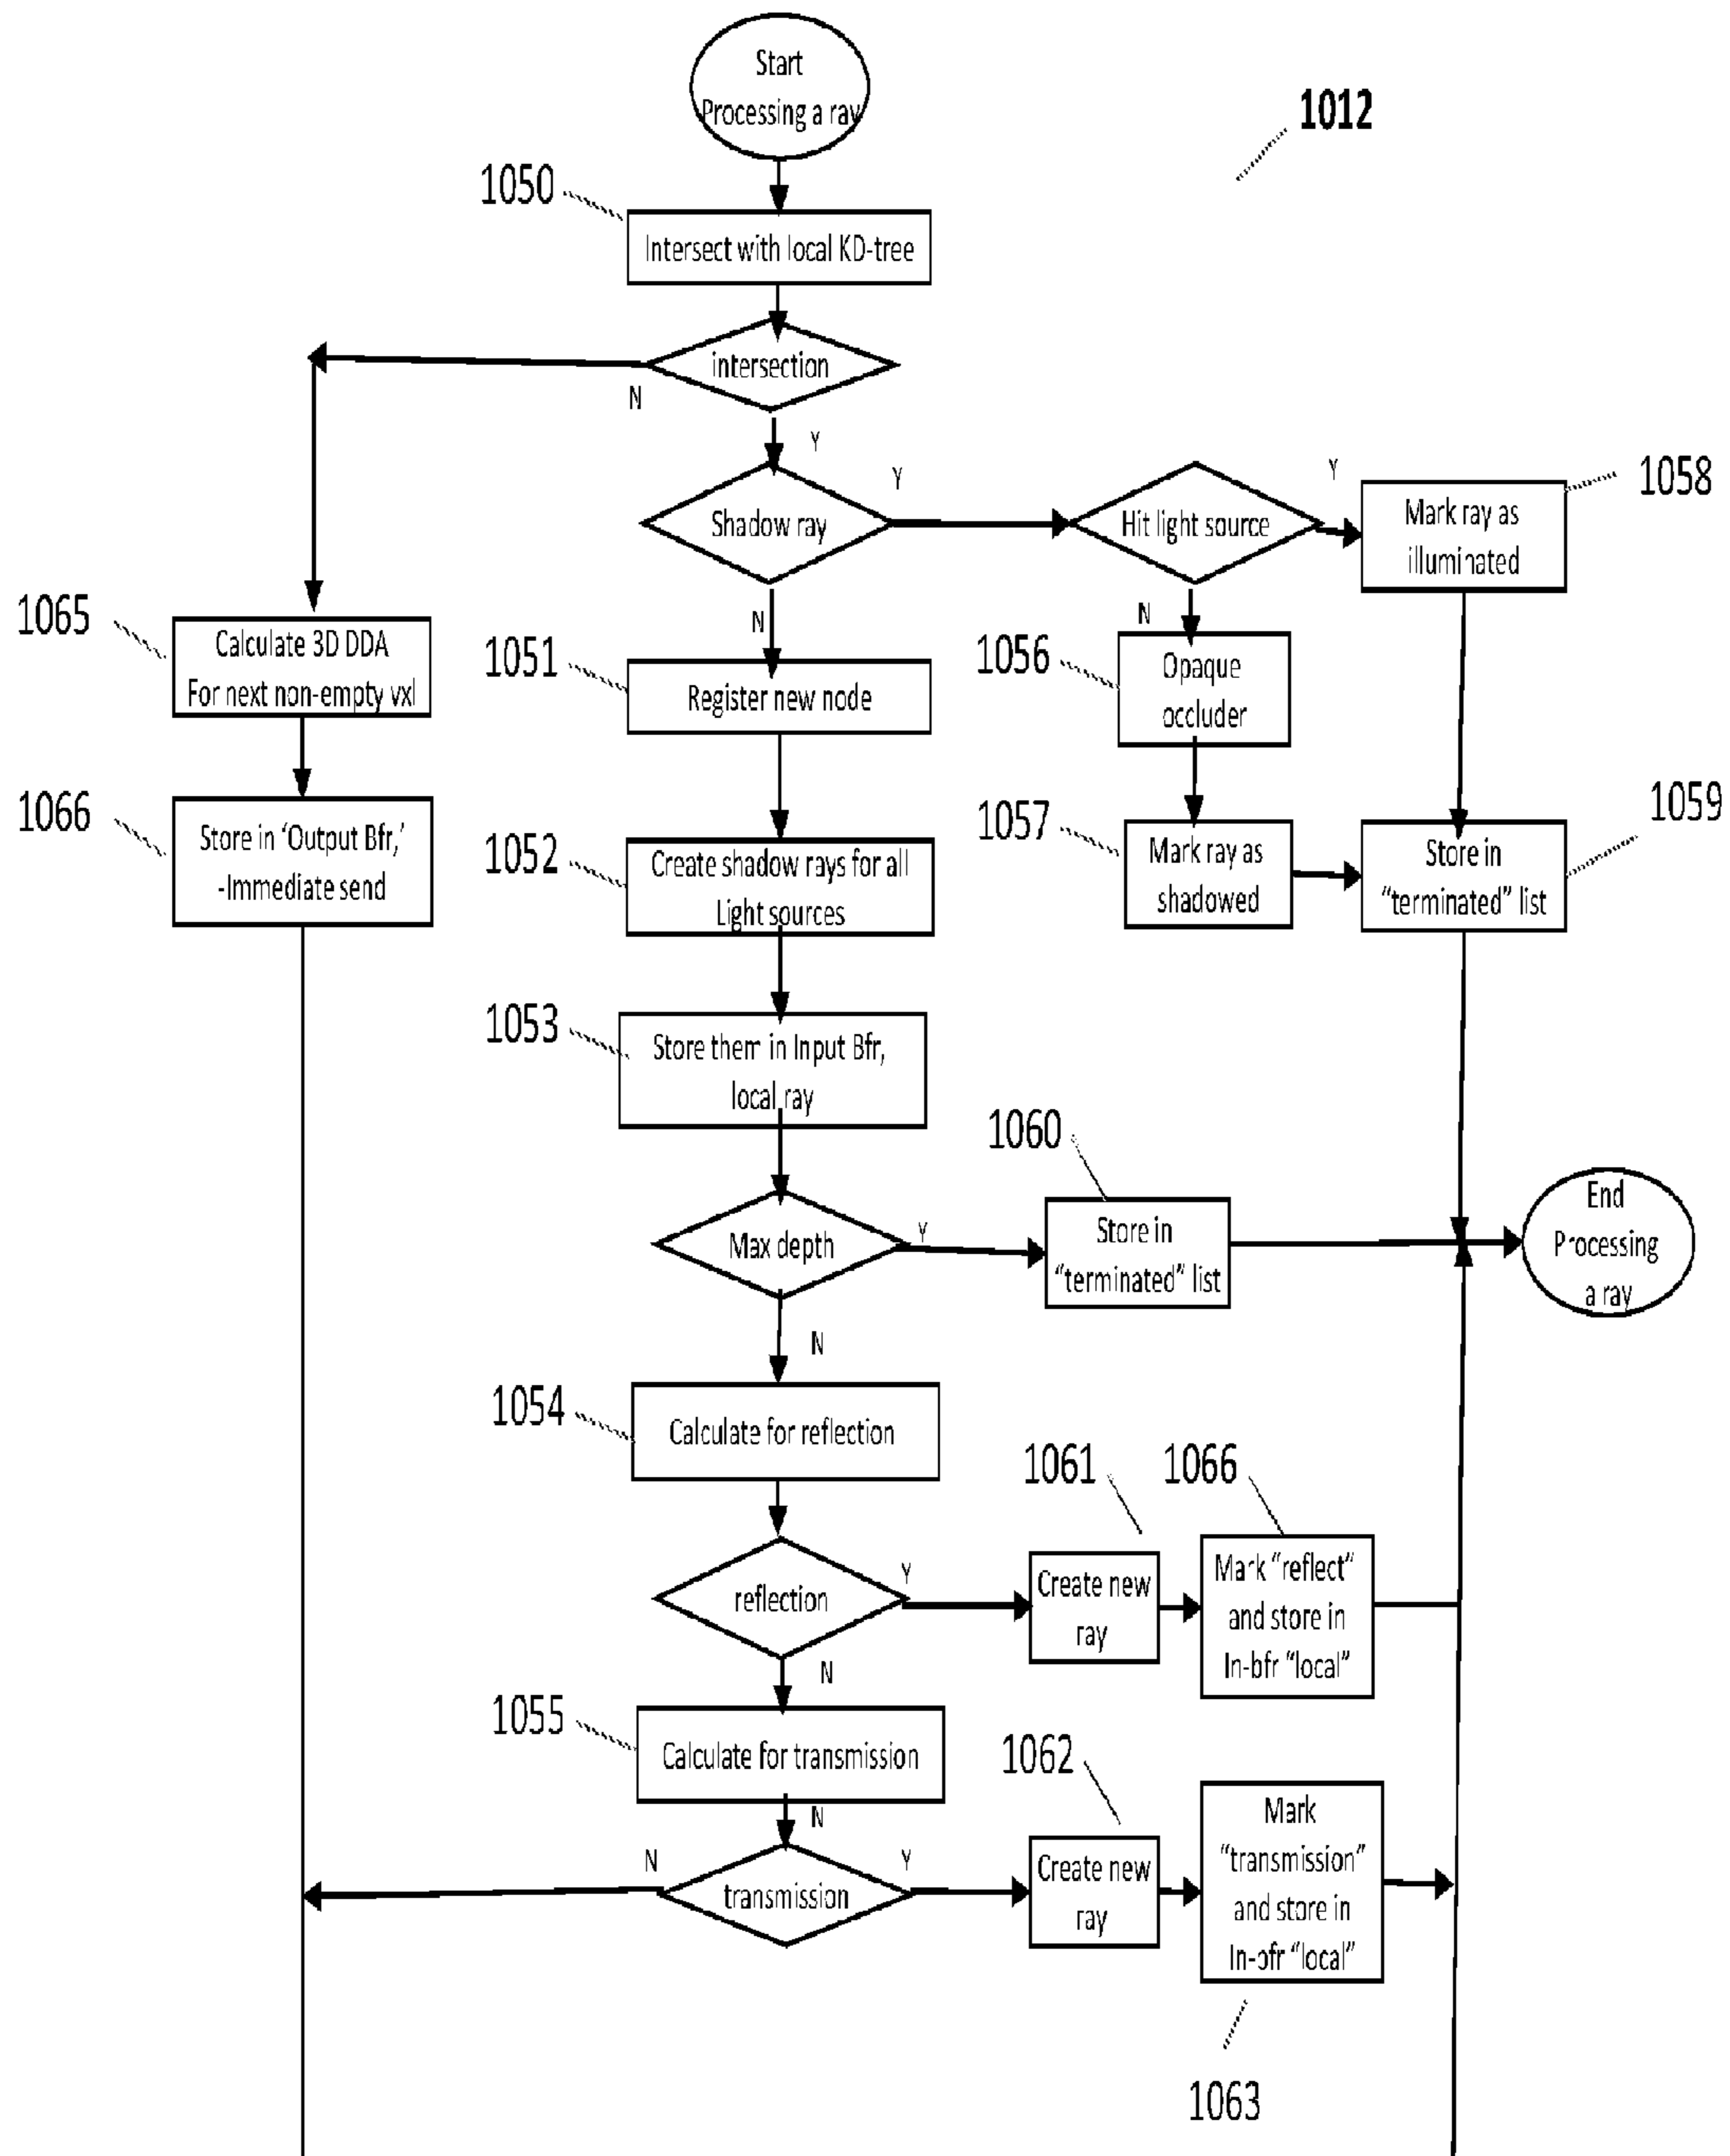 Start
Processing a ray
1012
1050
Intersect with local KD-tree
intersection
N
Y
Shadow ray
Y
N
Hit light source
Y
N
1058
Mark ray as
illuminated
1065
Calculate 3D DDA
For next non-empty vxl
1051
Register new node
1056
Opaque
occluder
1066
Store in ‘Output Bfr,’
-Immediate send
1052
Create shadow rays for all
Light sources
1057
Mark ray as
shadowed
1059
Store in
“terminated” list
1053
Store them in Input Bfr,
local ray
Max depth
Y
N
1060
Store in
“terminated” list
End
Processing
a ray
1054
Calculate for reflection
reflection
Y
N
1061
Create new
ray
1066
Mark “reflect”
and store in
In-bfr “local”
1055
Calculate for transmission
N
transmission
N
Y
1062
Create new
ray
Mark
“transmission”
and store in
In-bfr “local”
1063